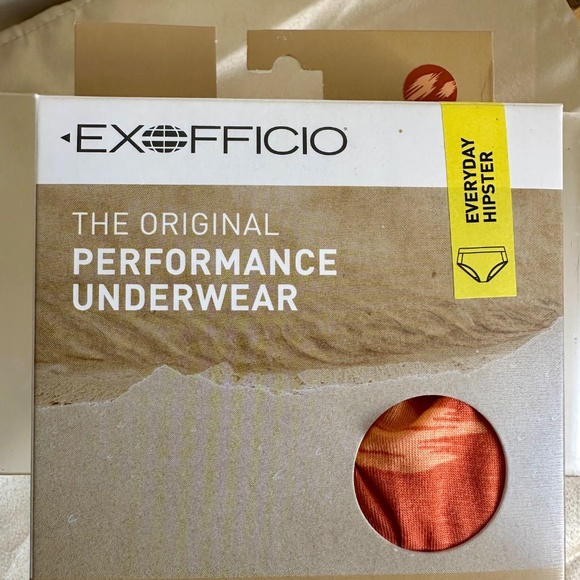 EXOFFICIO
THE ORIGINAL
PERFORMANCE
UNDERWEAR
EVERYDAY
HIPSTER